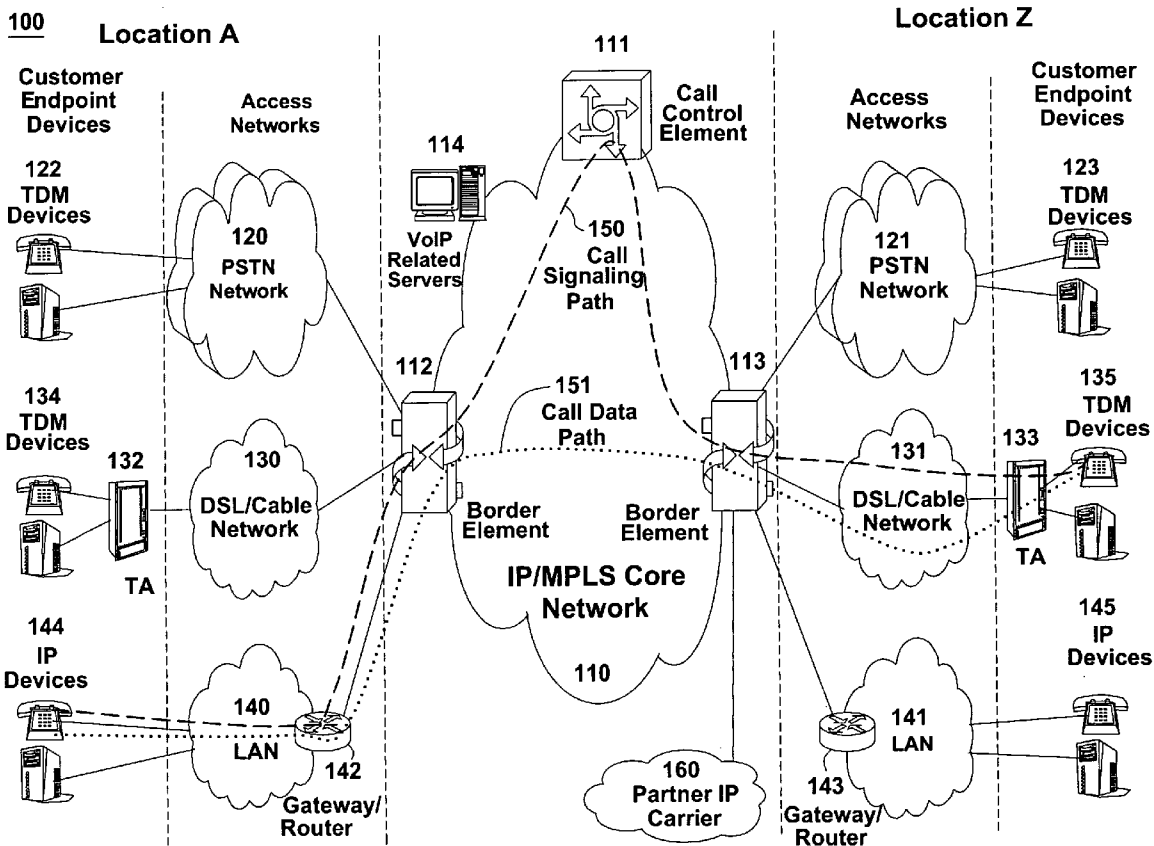 100
Location A
Location Z
Customer
Endpoint
Devices
Access
Networks
111
Call
Control
Element
Access
Networks
Customer
Endpoint
Devices
122
TDM
Devices
120
PSTN
Network
114
VoIP
Related
Servers
150
Call
Signaling
Path
121
PSTN
Network
123
TDM
Devices
112
113
151
Call Data
Path
134
TDM
Devices
132
TA
130
DSL/Cable
Network
Border
Element
Border
Element
131
DSL/Cable
Network
133
TA
135
TDM
Devices
IP/MPLS Core
Network
110
144
IP
Devices
140
LAN
142
Gateway/
Router
160
Partner IP
Carrier
143
Gateway/
Router
141
LAN
145
IP
Devices